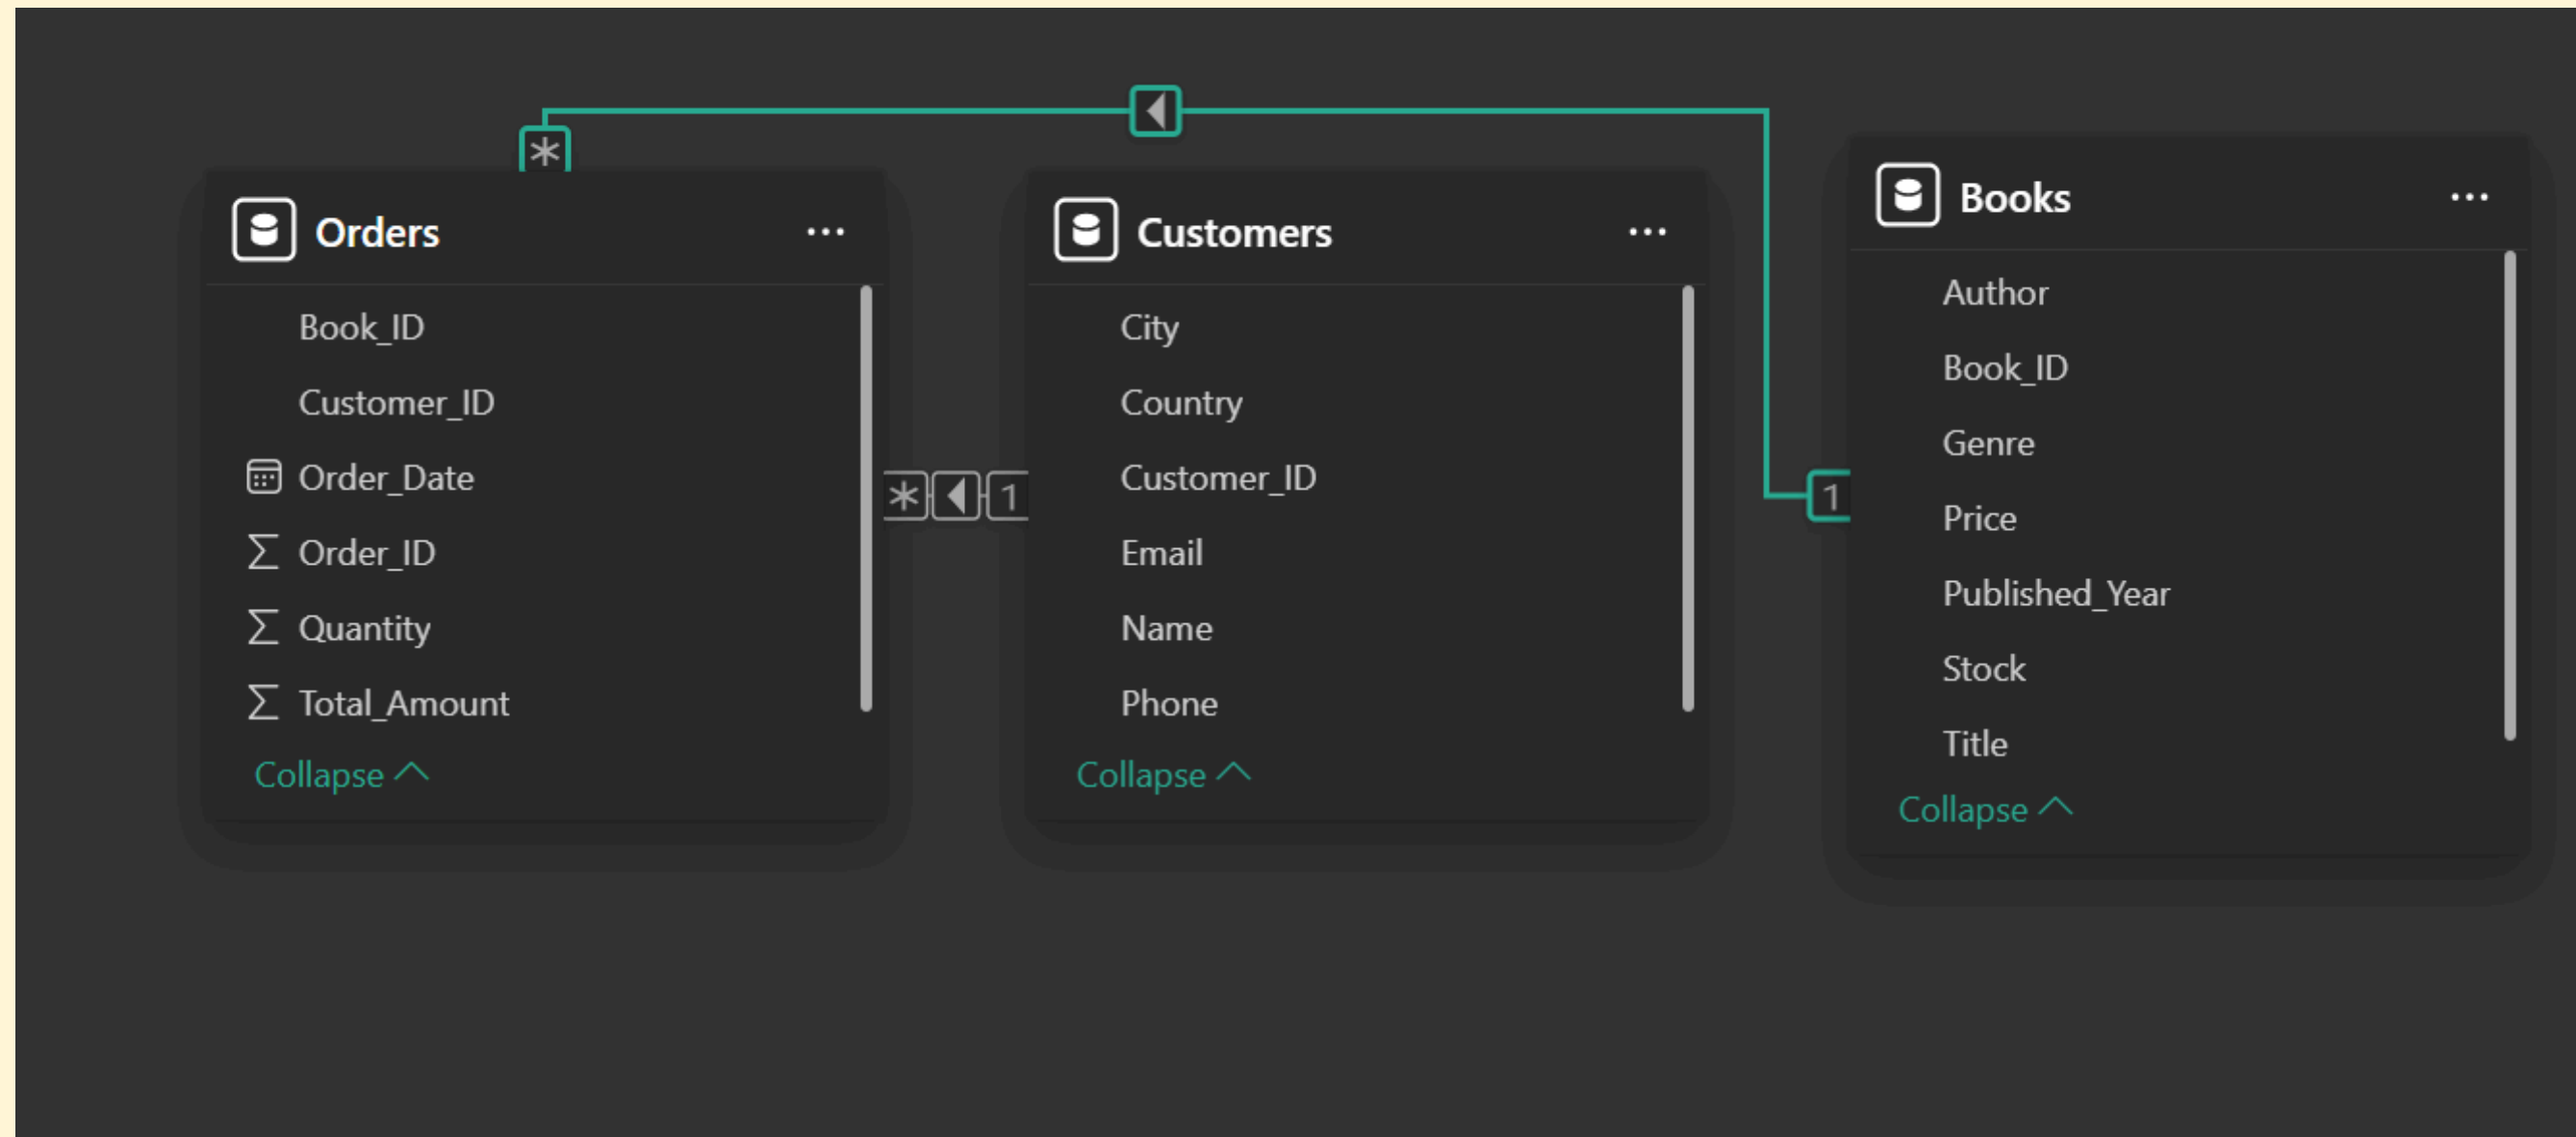 *
Orders
...
Book_ID
Customer_ID
Order_Date
Σ Order_ID
Σ Quantity
Σ Total_Amount
Collapse
* 1
Customers
...
City
Country
Customer_ID
Email
Name
Phone
Collapse
1
Books
...
Author
Book_ID
Genre
Price
Published_Year
Stock
Title
Collapse